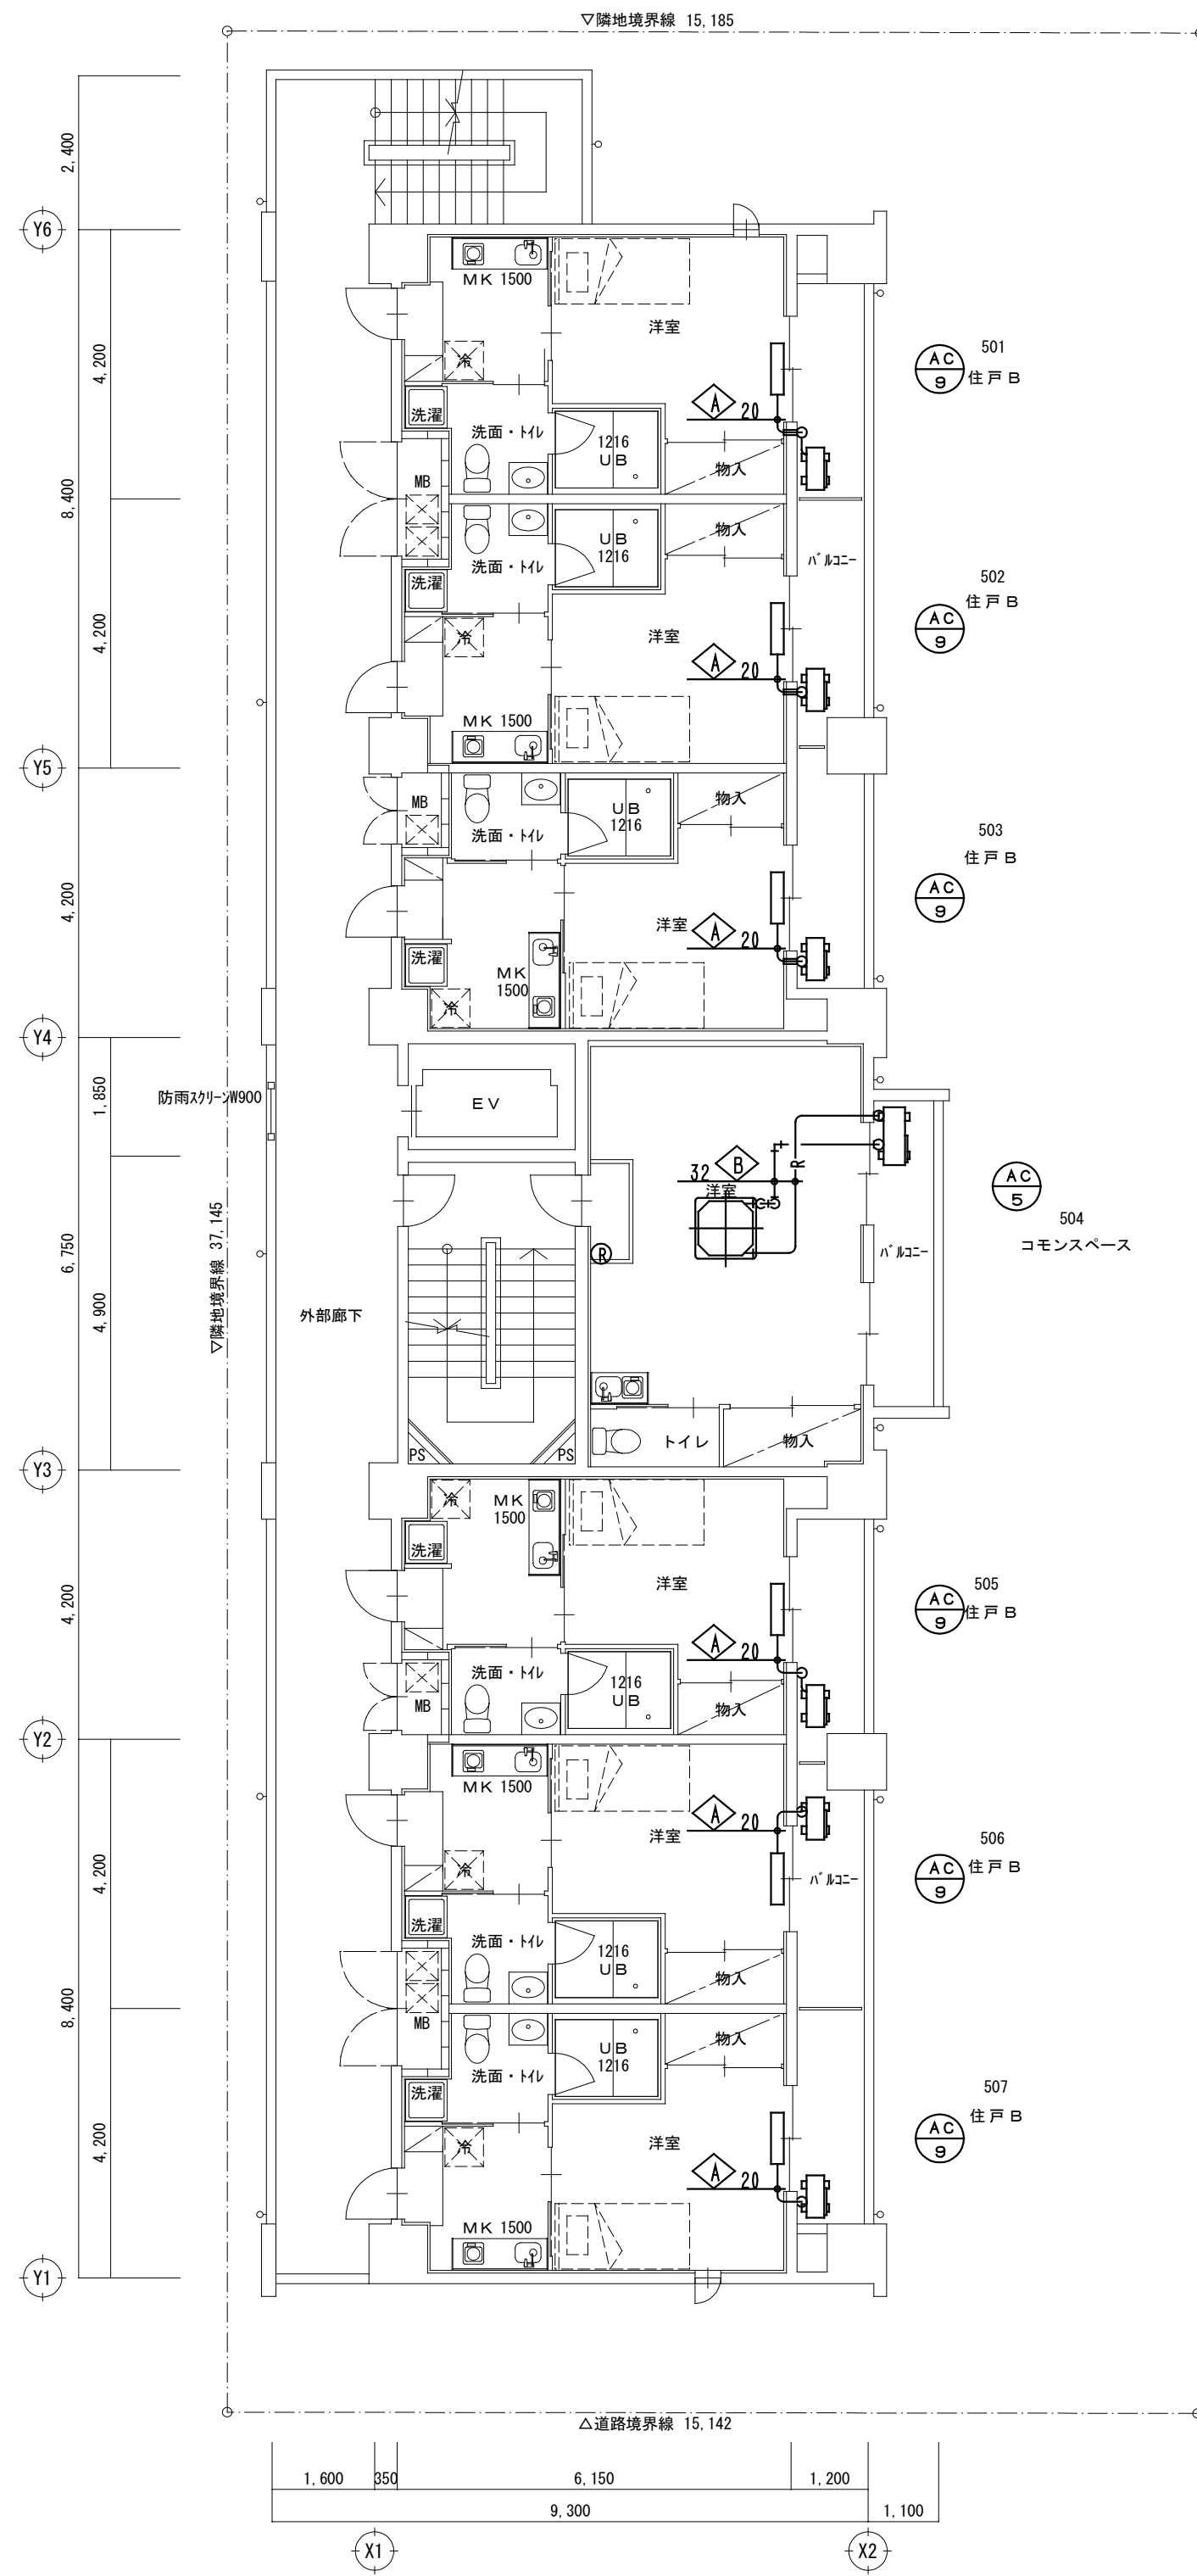 ▽隣地境界線 15,185
2,400
Y6
MK 1500
洋室
冷
4,200
AC
9
501
住戸B
A 20
洗濯
洗面・トイレ
1216
UB
物入
MB
8,400
UB
1216
物入
洗面・トイレ
洗濯
バルコニー
502
住戸B
AC
9
4,200
冷
洋室
A 20
MK 1500
Y5
MB
物入
UB
1216
洗面・トイレ
503
住戸B
AC
9
4,200
洋室
A 20
洗濯
MK
1500
冷
Y4
1,850
防雨スクリーンW900
EV
32 B
R
洋室
AC
5
504
コモンスペース
バルコニー
R
▽隣地境界線 37,145
6,750
4,900
外部廊下
トイレ
物入
PS
PS
Y3
冷
MK
1500
洗濯
洋室
4,200
AC
9
505
住戸B
A 20
洗面・トイレ
1216
UB
物入
MB
Y2
MK 1500
A 20
洋室
506
住戸B
AC
9
4,200
冷
バルコニー
洗濯
洗面・トイレ
1216
UB
物入
8,400
MB
物入
UB
1216
洗面・トイレ
洗濯
507
住戸B
AC
9
4,200
冷
洋室
A 20
MK 1500
Y1
△道路境界線 15,142
1,600
350
6,150
1,200
9,300
1,100
X1
X2